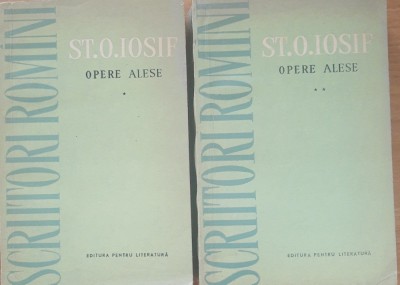 SCRIITORI ROMÎNI
ST.O.IOSIF
OPERE ALESE
*
EDITURA PENTRU LITERATURĂ
SCRIITORI ROMÎNI
ST.O.IOSIF
OPERE ALESE
**
EDITURA PENTRU LITERATURĂ